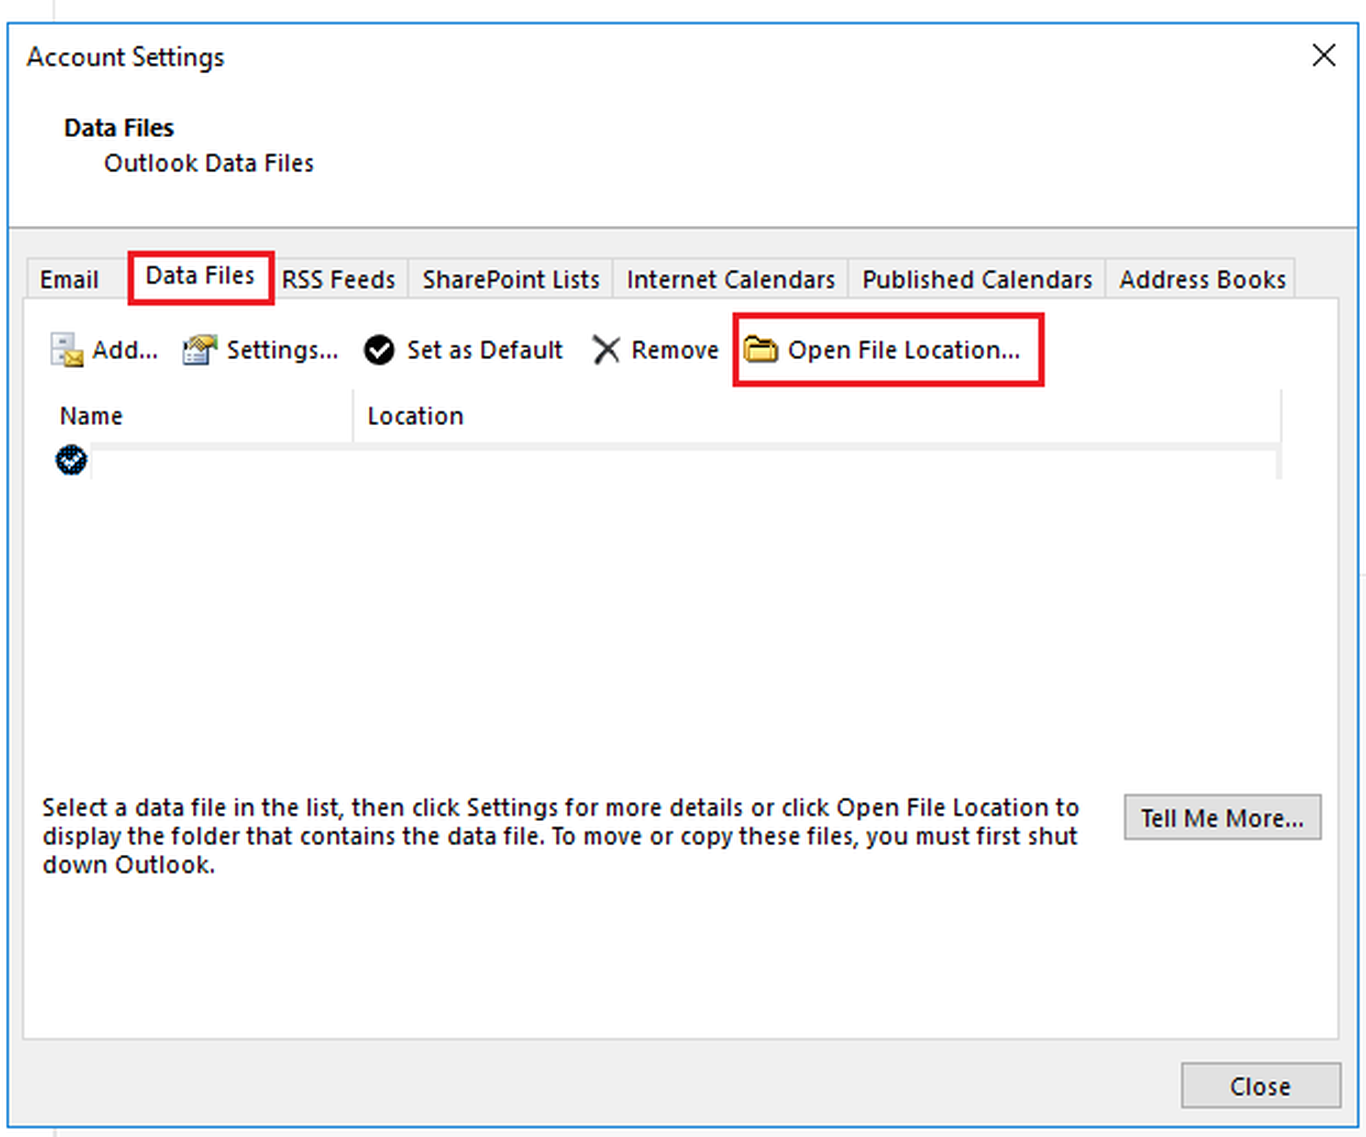 Account Settings
Data Files
Outlook Data Files
Email Data Files RSS Feeds SharePoint Lists Internet Calendars Published Calendars Address Books
Add... Settings... Set as Default Remove Open File Location...
Name Location
Select a data file in the list, then click Settings for more details or click Open File Location to
display the folder that contains the data file. To move or copy these files, you must first shut
down Outlook.
Tell Me More...
Close